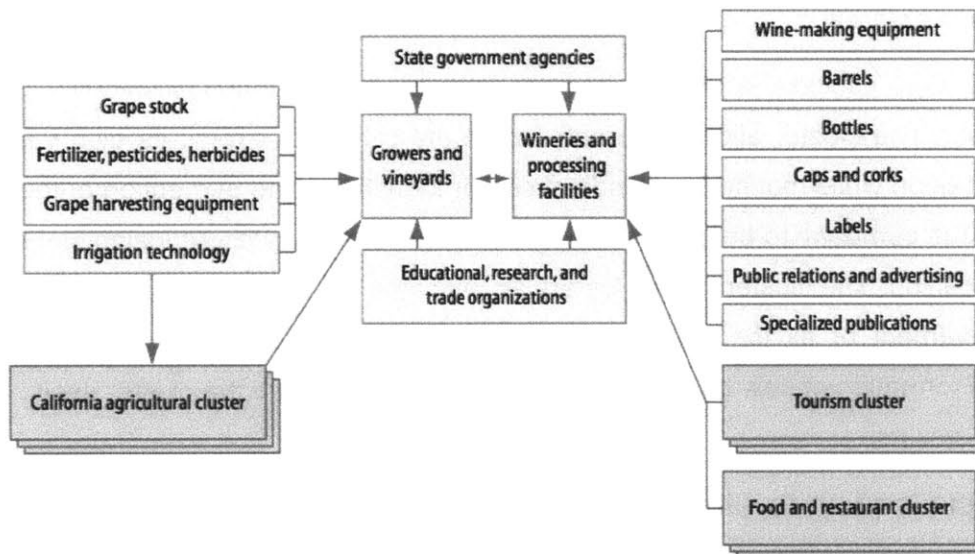 State government agencies
Grape stock
Fertilizer, pesticides, herbicides
Grape harvesting equipment
Irrigation technology
Growers and
vineyards
Wineries and
processing
facilities
Educational, research, and
trade organizations
California agricultural cluster
Wine-making equipment
Barrels
Bottles
Caps and corks
Labels
Public relations and advertising
Specialized publications
Tourism cluster
Food and restaurant cluster